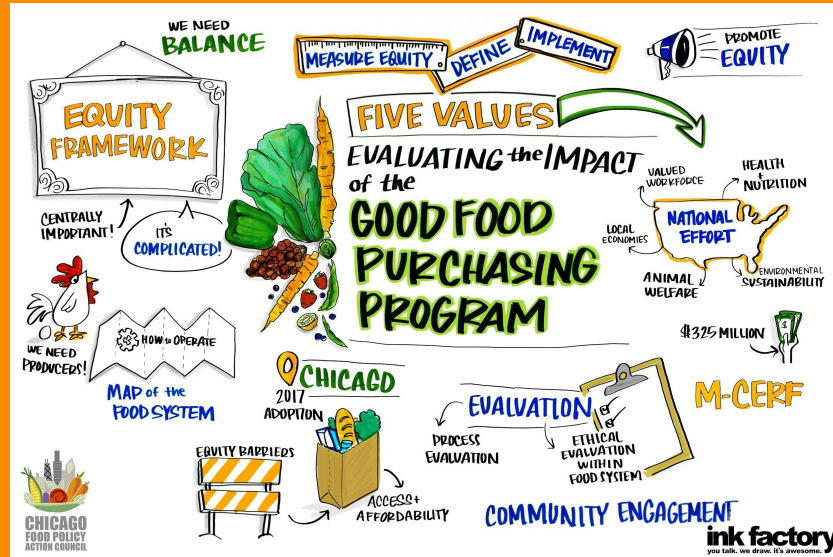 WE NEED
BALANCE
MEASURE EQUITY
DEFINE
IMPLEMENT
PROMOTE
EQUITY
EQUITY
FRAMEWORK
CENTRALLY
IMPORTANT!
IT'S
COMPLICATED!
FIVE VALUES
EVALUATING the IMPACT
of the
GOOD FOOD
PURCHASING
PROGRAM
VALUED
WORKFORCE
HEALTH
+
NUTRITION
LOCAL
ECONOMIES
NATIONAL
EFFORT
ANIMAL
WELFARE
ENVIRONMENTAL
SUSTAINABILITY
WE NEED
PRODUCERS!
$
HOW to OPERATE
MAP of the
FOOD SYSTEM
CHICAGO
2017
ADOPTION
EQUITY BARRIERS
ACCESS +
AFFORDABILITY
EVALUATION
PROCESS
EVALUATION
ETHICAL
EVALUATION
WITHIN
FOOD SYSTEM
$325 MILLION
$
M-CERF
COMMUNITY ENGAGEMENT
CHICAGO
FOOD POLICY
ACTION COUNCIL
ink factory
you talk. we draw. it's awesome.